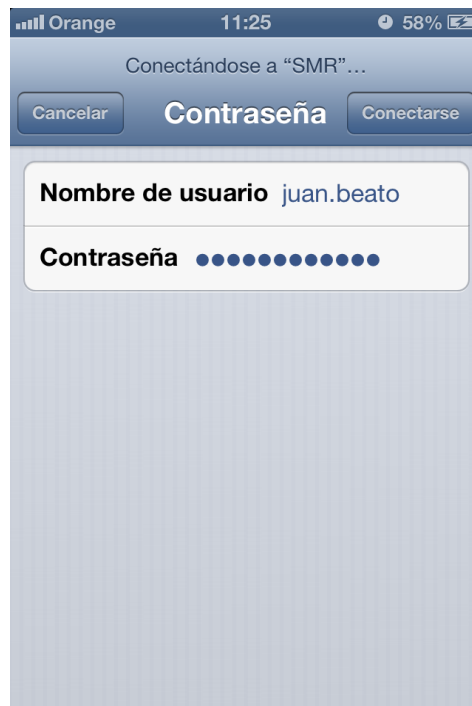 Orange 11:25 58%
Conectándose a “SMR”...
Cancelar Contraseña Conectarse
Nombre de usuario juan.beato
Contraseña ●●●●●●●●●●●●